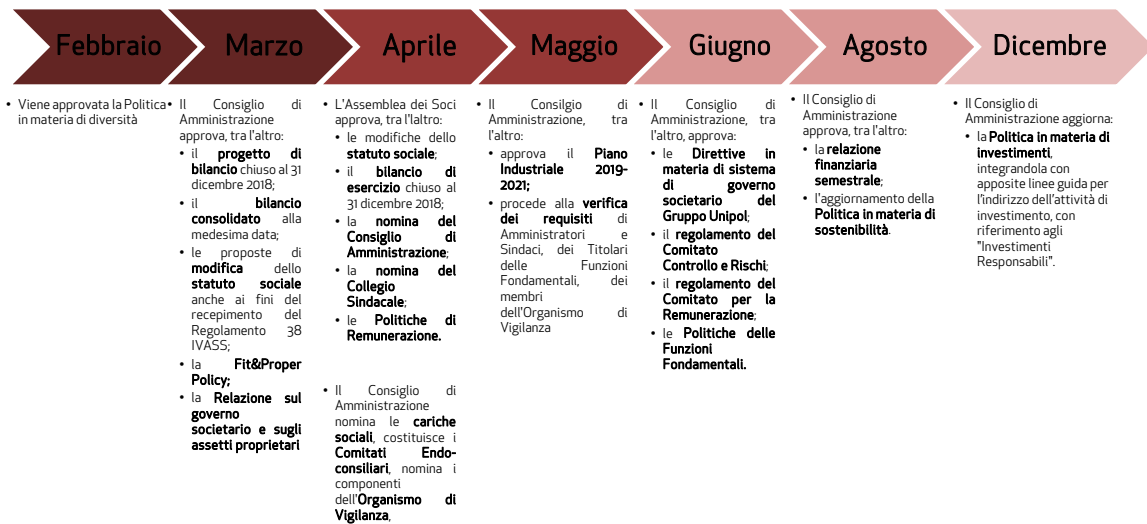 Febbraio
Marzo
Aprile
Maggio
Giugno
Agosto
Dicembre
• Viene approvata la Politica
in materia di diversità
• Il Consiglio di
Amministrazione
approva, tra l'altro:
• il progetto di
bilancio chiuso al 31
dicembre 2018;
• il bilancio
consolidato alla
medesima data;
• le proposte di
modifica dello
statuto sociale
anche ai fini del
recepimento del
Regolamento 38
IVASS;
• la Fit&Proper
Policy;
• la Relazione sul
governo
societario e sugli
assetti proprietari
• L'Assemblea dei Soci
approva, tra l'altro:
• le modifiche dello
statuto sociale;
• il bilancio di
esercizio chiuso al
31 dicembre 2018;
• la nomina del
Consiglio di
Amministrazione;
• la nomina del
Collegio
Sindacale;
• le Politiche di
Remunerazione.
• Il Consiglio di
Amministrazione
nomina le cariche
sociali, costituisce i
Comitati Endo-
consiliari, nomina i
componenti
dell'Organismo di
Vigilanza,
• Il Consilgio di
Amministrazione, tra
l'altro:
• approva il Piano
Industriale 2019-
2021;
• procede alla verifica
dei requisiti di
Amministratori e
Sindaci, dei Titolari
delle Funzioni
Fondamentali, dei
membri
dell'Organismo di
Vigilanza
• Il Consiglio di
Amministrazione, tra
l'altro, approva:
• le Direttive in
materia di sistema
di governo
societario del
Gruppo Unipol;
• il regolamento del
Comitato
Controllo e Rischi;
• il regolamento del
Comitato per la
Remunerazione;
• le Politiche delle
Funzioni
Fondamentali.
• Il Consiglio di
Amministrazione
approva, tra l'altro:
• la relazione
finanziaria
semestrale;
• l'aggiornamento della
Politica in materia di
sostenibilità.
• Il Consiglio di
Amministrazione aggiorna:
• la Politica in materia di
investimenti,
integrandola con
apposite linee guida per
l'indirizzo dell'attività di
investimento, con
riferimento agli
"Investimenti
Responsabili".